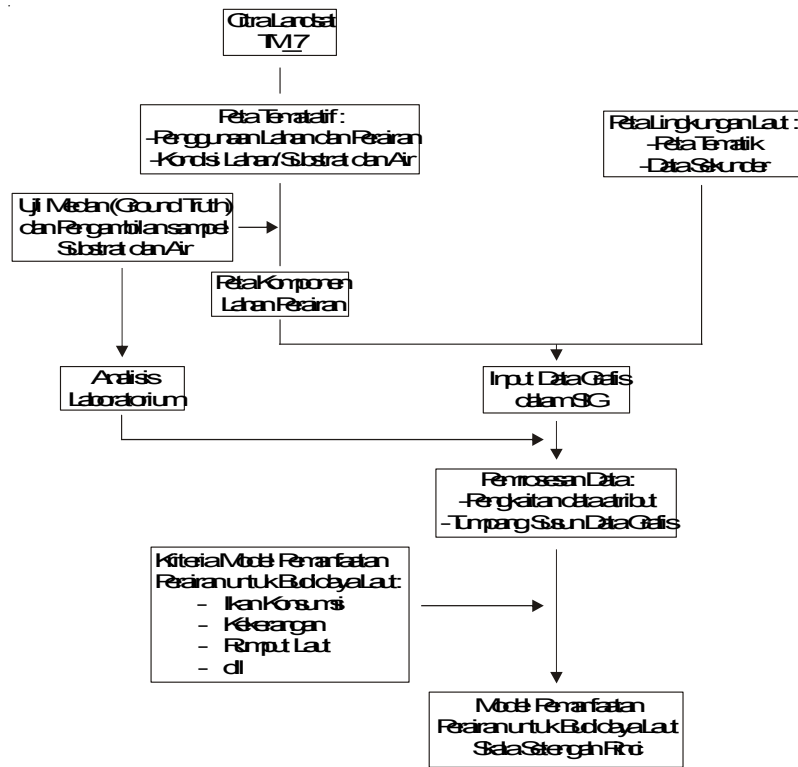 Citra Landsat
TM 7
Peta Tematatif :
-Penggunaan Lahan dan Perairan
-Kondisi Lahan/Substrat dan Air
Peta Lingkungan Laut :
-Peta Tematik
-Data Sekunder
Uji Medan (Ground Truth)
dan Pengambilan sampel
Substrat dan Air
Peta Komponen
Lahan Perairan
Analisis
Laboratorium
Input Data Grafis
dalam SIG
Pemrosesan Data :
-Pengkaitan data atribut
-Tumpang Susun Data Grafis
Kriteria Model Pemanfaatan
Perairan untuk Budidaya Laut:
- Ikan Konsumsi
- Kekerangan
- Rumput Laut
- dll
Model Pemanfaatan
Perairan untuk Budidaya Laut
Skala Setengah Rinci